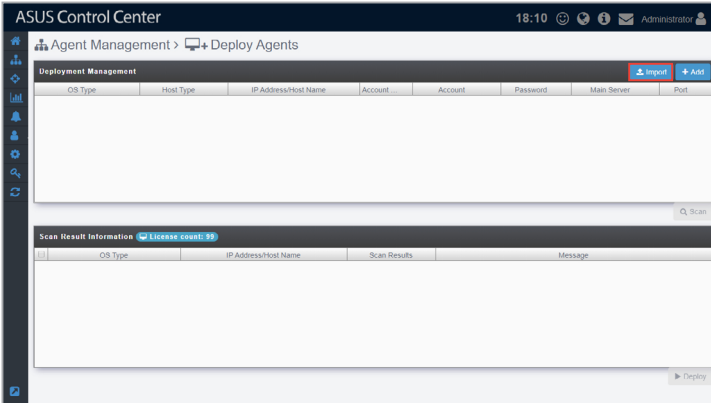 ASUS Control Center
18:10 Administrator
Agent Management > Deploy Agents
Deployment Management Import + Add
OS Type Host Type IP Address/Host Name Account ... Account Password Main Server Port
Scan
Scan Result Information License count: 99
OS Type IP Address/Host Name Scan Results Message
Deploy